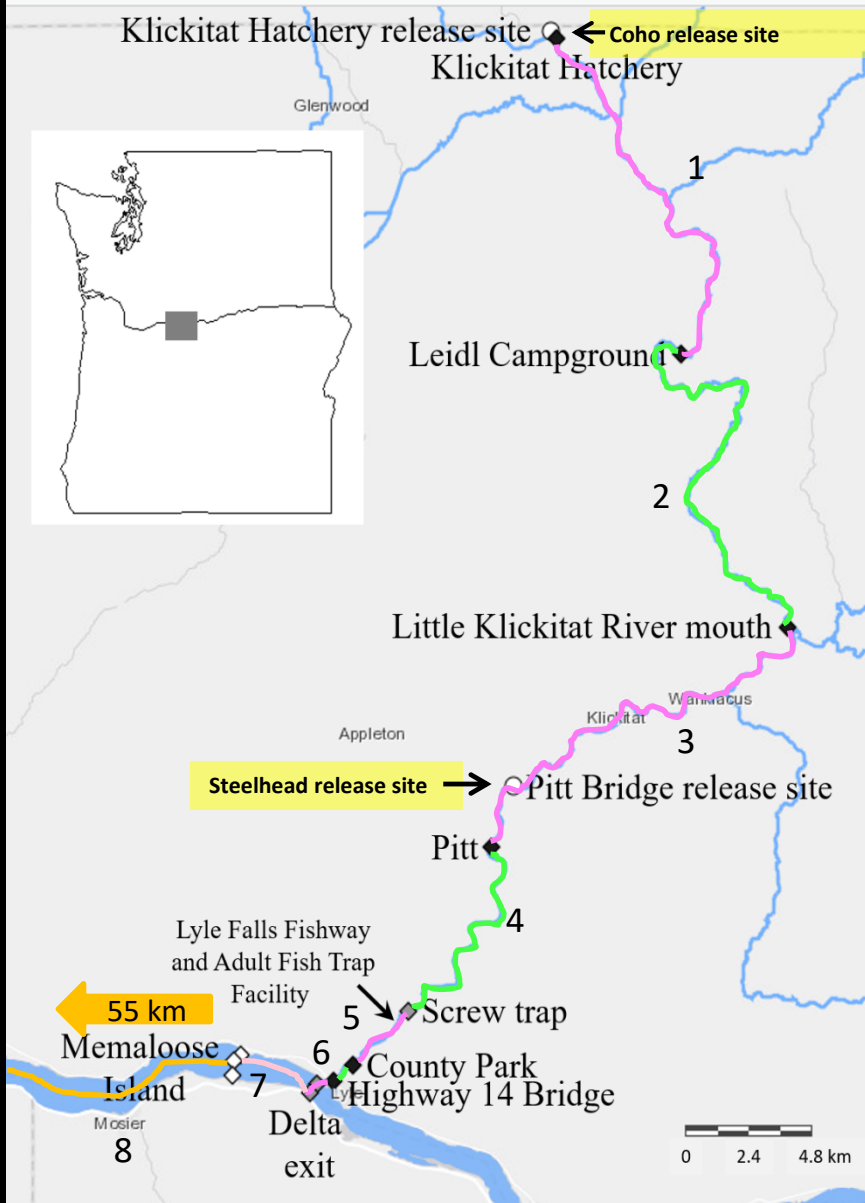 Klickitat Hatchery release site
Coho release site
Klickitat Hatchery
Glenwood
1
Leidl Campground
2
Little Klickitat River mouth
Wahkiacus
Klickitat
3
Appleton
Steelhead release site
Pitt Bridge release site
Pitt
4
Lyle Falls Fishway
and Adult Fish Trap
Facility
55 km
5
Screw trap
Memaloose
Island
6
County Park
7
Lyle
Highway 14 Bridge
Mosier
8
Delta
exit
0 2.4 4.8 km